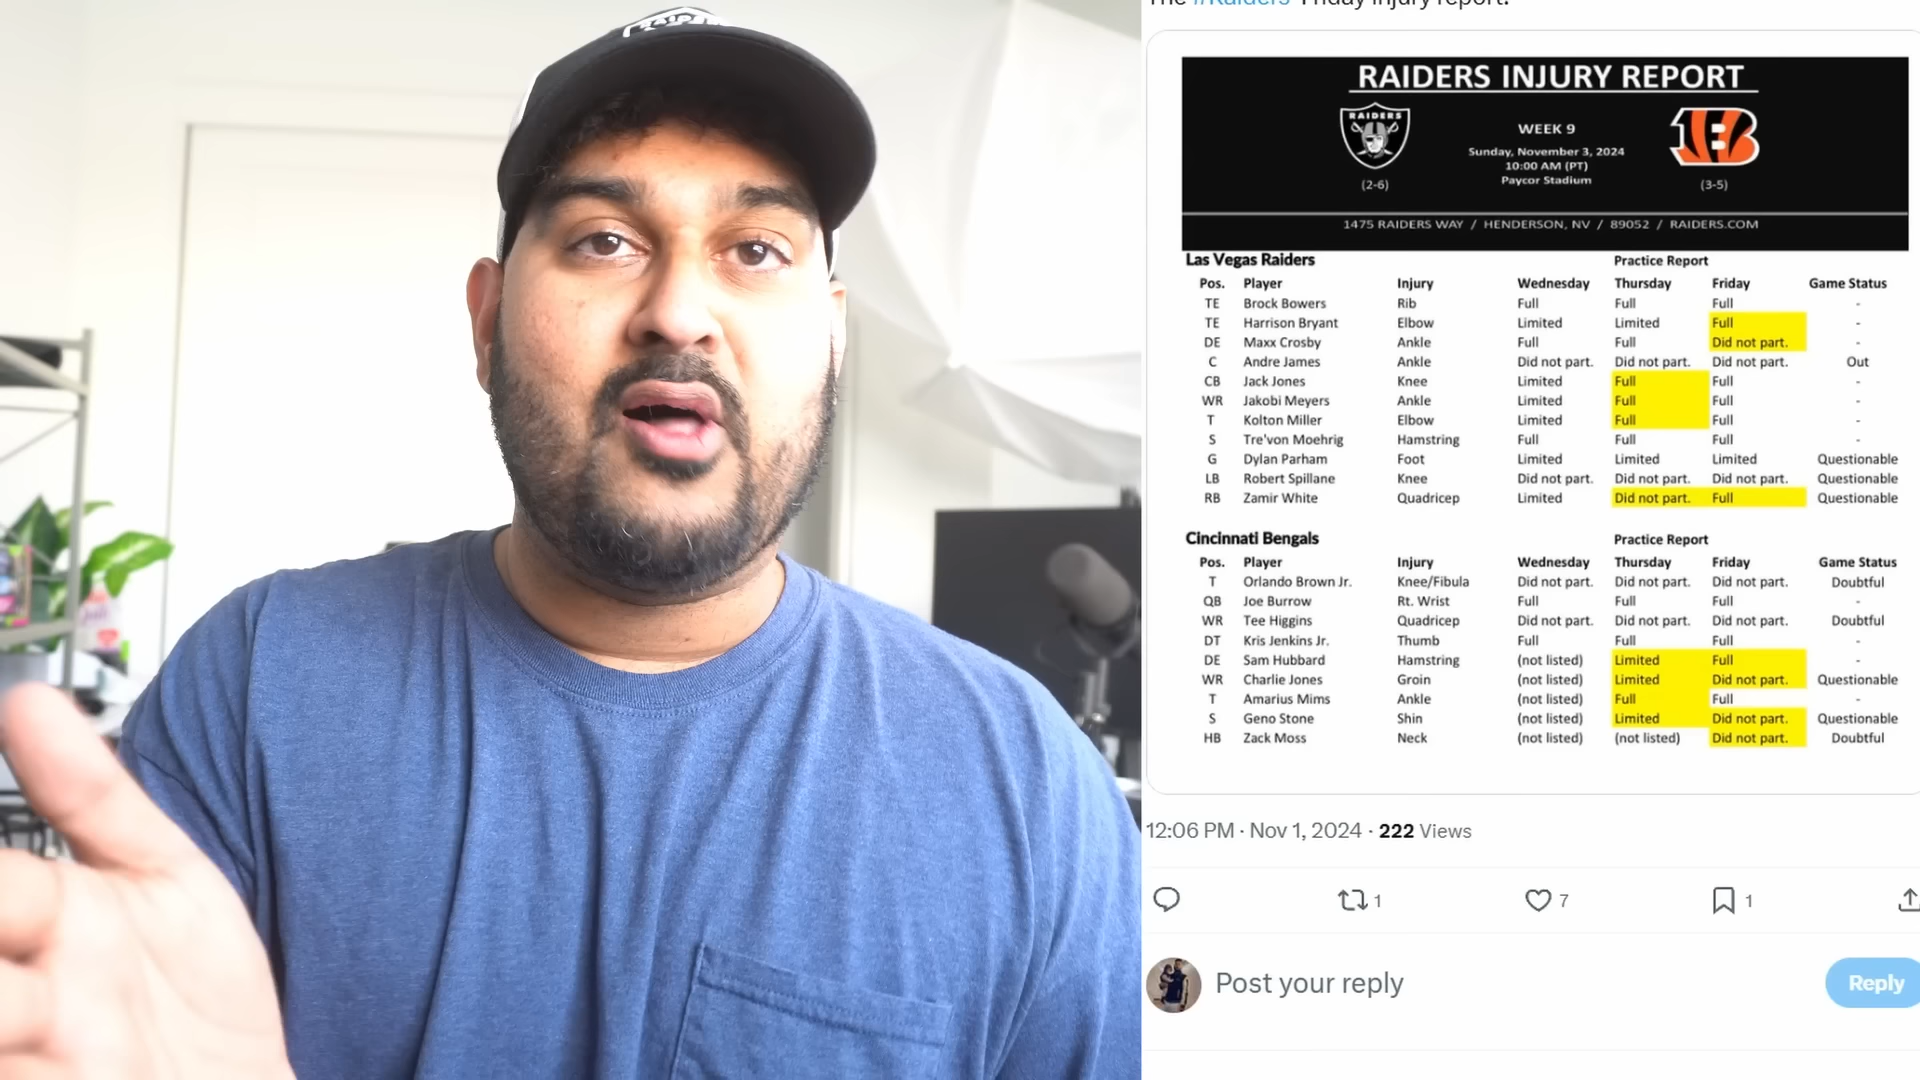 The #Raiders Friday injury report:
RAIDERS INJURY REPORT
RAIDERS
WEEK 9
Sunday, November 3, 2024
10:00 AM (PT)
Paycor Stadium
(2-6)
(3-5)
1475 RAIDERS WAY / HENDERSON, NV / 89052 / RAIDERS.COM
Las Vegas Raiders Practice Report
Pos. Player Injury Wednesday Thursday Friday Game Status
TE Brock Bowers Rib Full Full Full -
TE Harrison Bryant Elbow Limited Limited Full -
DE Maxx Crosby Ankle Full Full Did not part. -
C Andre James Ankle Did not part. Did not part. Did not part. Out
CB Jack Jones Knee Limited Full Full -
WR Jakobi Meyers Ankle Limited Full Full -
T Kolton Miller Elbow Limited Full Full -
S Tre'von Moehrig Hamstring Full Full Full -
G Dylan Parham Foot Limited Limited Limited Questionable
LB Robert Spillane Knee Did not part. Did not part. Did not part. Questionable
RB Zamir White Quadricep Limited Did not part. Full Questionable
Cincinnati Bengals Practice Report
Pos. Player Injury Wednesday Thursday Friday Game Status
T Orlando Brown Jr. Knee/Fibula Did not part. Did not part. Did not part. Doubtful
QB Joe Burrow Rt. Wrist Full Full Full -
WR Tee Higgins Quadricep Did not part. Did not part. Did not part. Doubtful
DT Kris Jenkins Jr. Thumb Full Full Full -
DE Sam Hubbard Hamstring (not listed) Limited Full -
WR Charlie Jones Groin (not listed) Limited Did not part. Questionable
T Amarius Mims Ankle (not listed) Full Full -
S Geno Stone Shin (not listed) Limited Did not part. Questionable
HB Zack Moss Neck (not listed) (not listed) Did not part. Doubtful
12:06 PM · Nov 1, 2024 · 222 Views
1
7
1
Post your reply
Reply